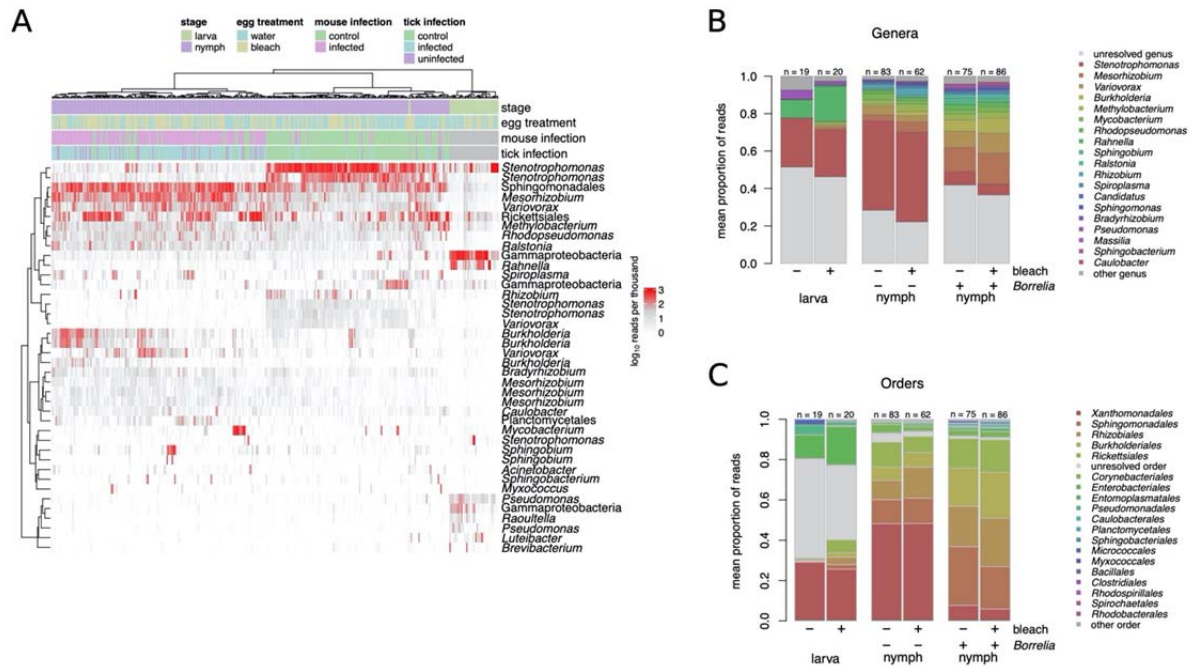 A
stage
larva
nymph
egg treatment
water
bleach
mouse infection
control
infected
tick infection
control
infected
uninfected
stage
egg treatment
mouse infection
tick infection
Stenotrophomonas
Stenotrophomonas
Sphingomonadales
Mesorhizobium
Variovorax
Rickettsiales
Methylobacterium
Rhodopseudomonas
Ralstonia
Gammaproteobacteria
Rahnella
Spiroplasma
Gammaproteobacteria
Rhizobium
Stenotrophomonas
Stenotrophomonas
Variovorax
Burkholderia
Burkholderia
Variovorax
Burkholderia
Bradyrhizobium
Mesorhizobium
Mesorhizobium
Mesorhizobium
Caulobacter
Planctomycetales
Mycobacterium
Stenotrophomonas
Sphingobium
Sphingobium
Acinetobacter
Sphingobacterium
Myxococcus
Pseudomonas
Gammaproteobacteria
Raoultella
Pseudomonas
Luteibacter
Brevibacterium
log10 reads per thousand
3
2
1
0
B
Genera
mean proportion of reads
1.0
0.8
0.6
0.4
0.2
0.0
n = 19 n = 20 n = 83 n = 62 n = 75 n = 86
− + − + − + bleach
− − + + Borrelia
larva nymph nymph
unresolved genus
Stenotrophomonas
Mesorhizobium
Variovorax
Burkholderia
Methylobacterium
Mycobacterium
Rhodopseudomonas
Rahnella
Sphingobium
Ralstonia
Rhizobium
Spiroplasma
Candidatus
Sphingomonas
Bradyrhizobium
Pseudomonas
Massilia
Sphingobacterium
Caulobacter
other genus
C
Orders
mean proportion of reads
1.0
0.8
0.6
0.4
0.2
0.0
n = 19 n = 20 n = 83 n = 62 n = 75 n = 86
− + − + − + bleach
− − + + Borrelia
larva nymph nymph
Xanthomonadales
Sphingomonadales
Rhizobiales
Burkholderiales
Rickettsiales
unresolved order
Corynebacteriales
Enterobacteriales
Entomoplasmatales
Pseudomonadales
Caulobacterales
Planctomycetales
Sphingobacteriales
Micrococcales
Myxococcales
Bacillales
Clostridiales
Rhodospirillales
Spirochaetales
Rhodobacterales
other order